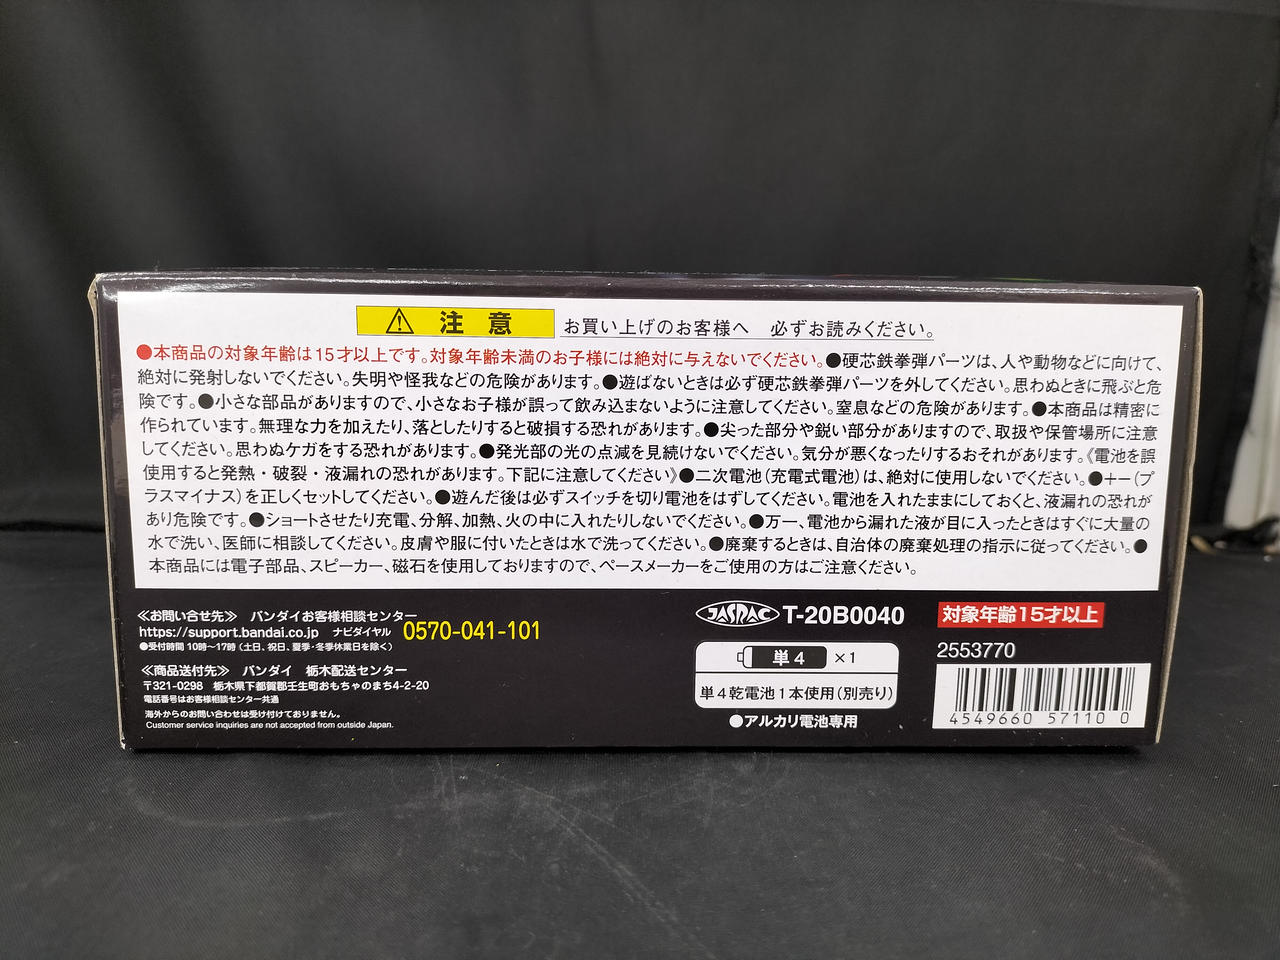 注意 お買い上げのお客様へ 必ずお読みください。
●本商品の対象年齢は15才以上です。対象年齢未満のお子様には絶対に与えないでください。●硬芯鉄拳弾パーツは、人や動物などに向けて、
絶対に発射しないでください。失明や怪我などの危険があります。●遊ばないときは必ず硬芯鉄拳弾パーツを外してください。思わぬときに飛ぶと危
険です。●小さな部品がありますので、小さなお子様が誤って飲み込まないように注意してください。窒息などの危険があります。●本商品は精密に
作られています。無理な力を加えたり、落としたりすると破損する恐れがあります。●尖った部分や鋭い部分がありますので、取扱や保管場所に注意
してください。思わぬケガをする恐れがあります。●発光部の光の点滅を見続けないでください。気分が悪くなったりするおそれがあります。《電池を誤
使用すると発熱・破裂・液漏れの恐れがあります。下記に注意してください》●二次電池(充電式電池)は、絶対に使用しないでください。●+−(プ
ラスマイナス)を正しくセットしてください。●遊んだ後は必ずスイッチを切り電池をはずしてください。電池を入れたままにしておくと、液漏れの恐れが
あり危険です。●ショートさせたり充電、分解、加熱、火の中に入れたりしないでください。●万一、電池から漏れた液が目に入ったときはすぐに大量の
水で洗い、医師に相談してください。皮膚や服に付いたときは水で洗ってください。●廃棄するときは、自治体の廃棄処理の指示に従ってください。●
本商品には電子部品、スピーカー、磁石を使用しておりますので、ペースメーカーをご使用の方はご注意ください。
≪お問い合せ先≫ バンダイお客様相談センター
https://support.bandai.co.jp ナビダイヤル 0570-041-101
●受付時間 10時〜17時(土日、祝日、夏季・冬季休業日を除く)
≪商品送付先≫ バンダイ 栃木配送センター
〒321-0298 栃木県下都賀郡壬生町おもちゃのまち4-2-20
電話番号はお客様相談センター共通
海外からのお問い合わせは受け付けておりません。
Customer service inquiries are not accepted from outside Japan.
JASRAC T-20B0040
単4 ×1
単4乾電池1本使用(別売り)
●アルカリ電池専用
対象年齢15才以上
2553770
4549660 57110 0